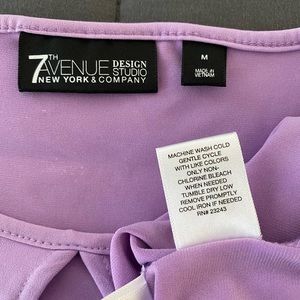 7TH AVENUE DESIGN STUDIO
NEW YORK & COMPANY
M
MADE IN
VIETNAM
MACHINE WASH COLD
GENTLE CYCLE
WITH LIKE COLORS
ONLY NON-
CHLORINE BLEACH
WHEN NEEDED
TUMBLE DRY LOW
REMOVE PROMPTLY
COOL IRON IF NEEDED
RN# 23243